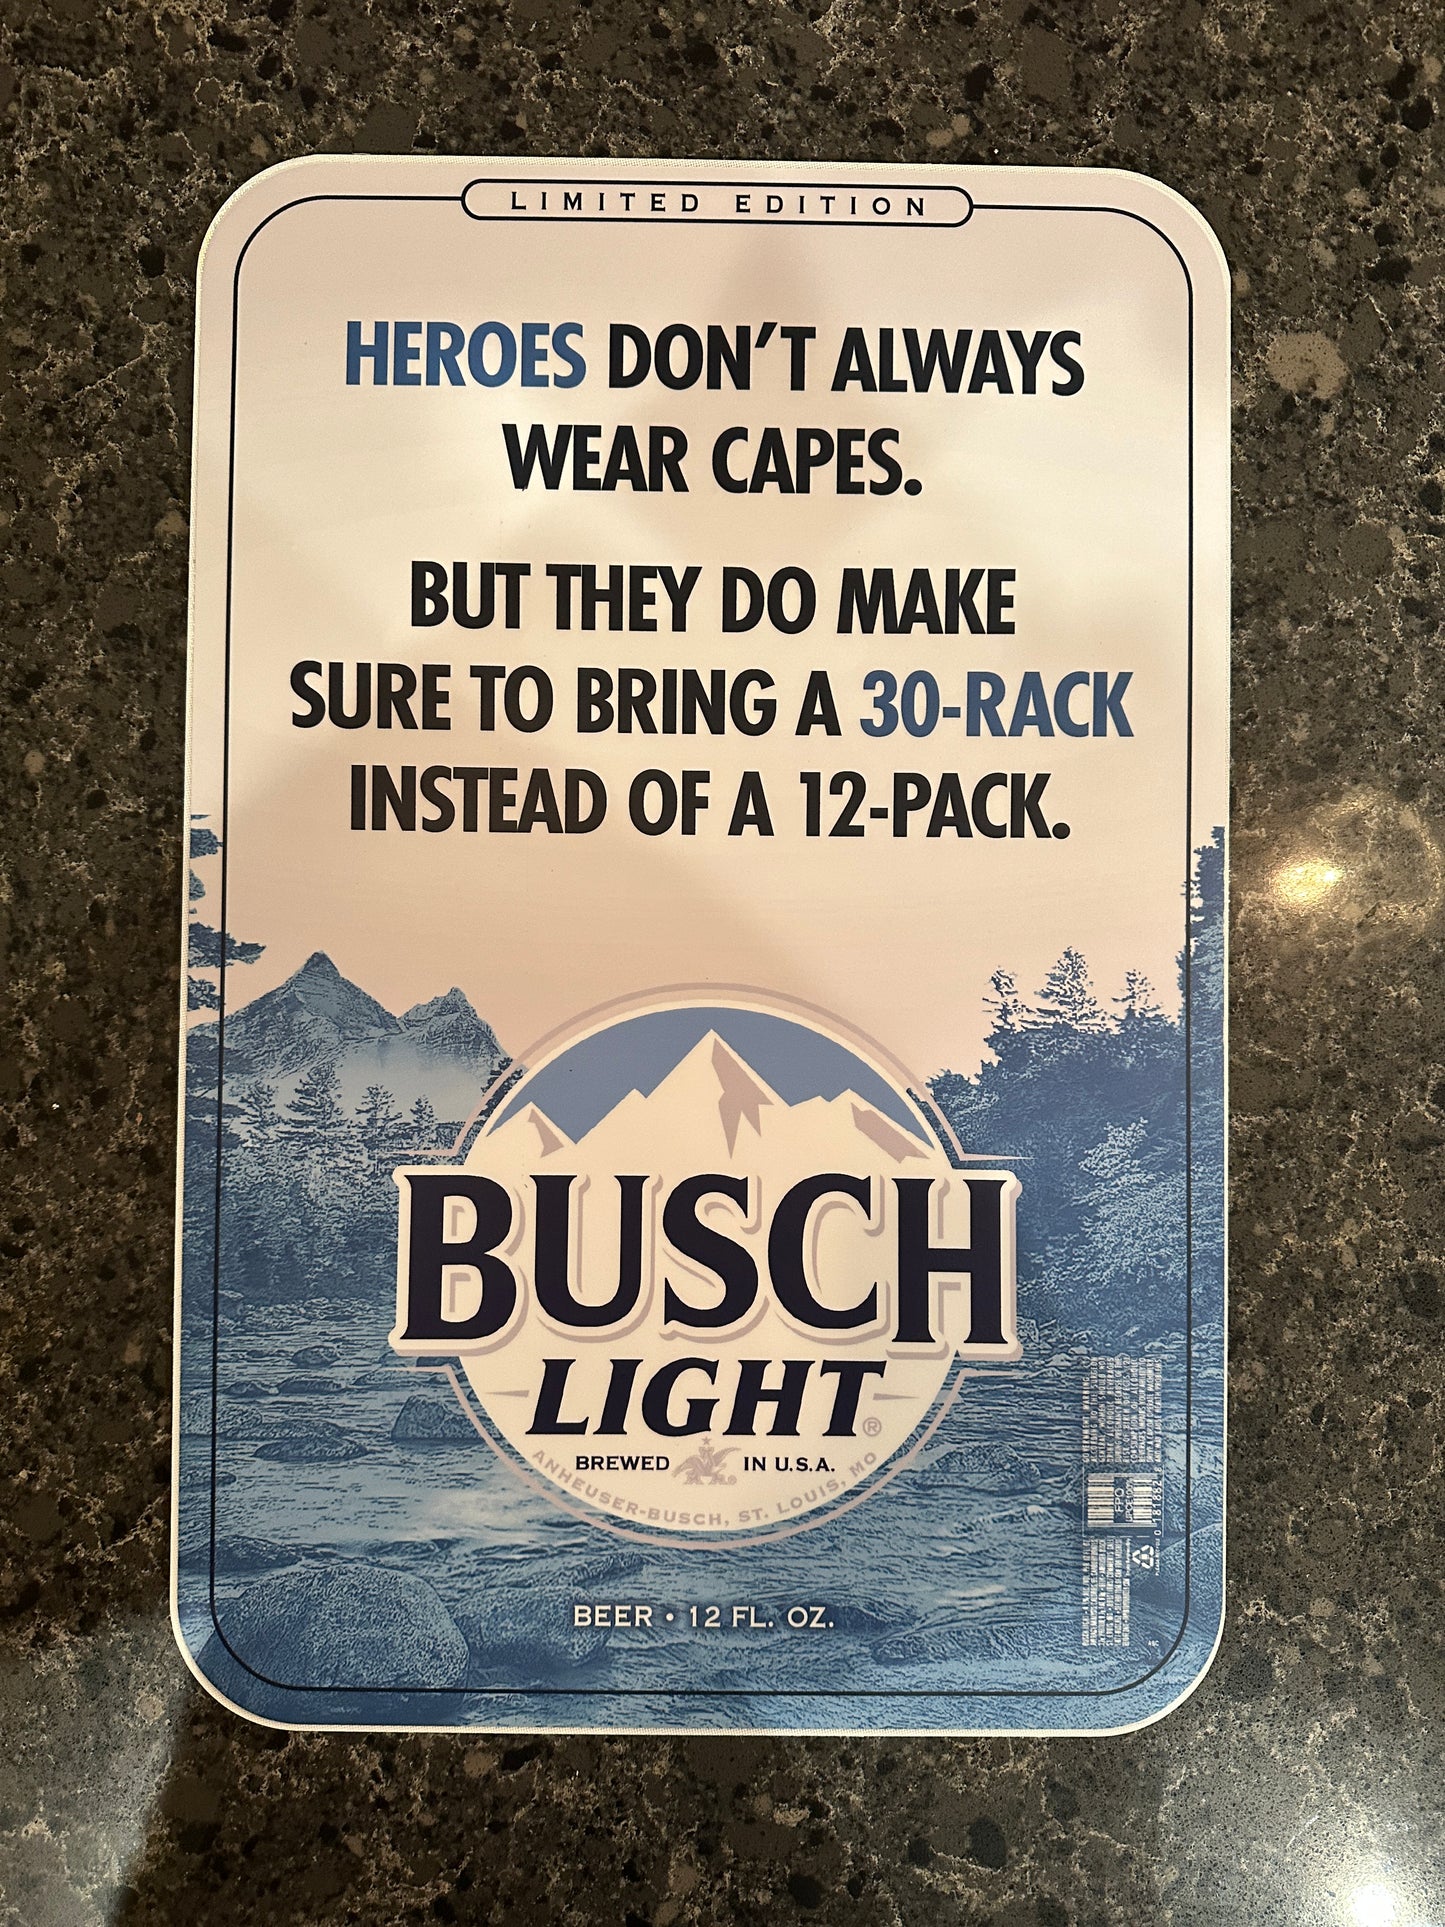 LIMITED EDITION
HEROES DON'T ALWAYS
WEAR CAPES.
BUT THEY DO MAKE
SURE TO BRING A 30-RACK
INSTEAD OF A 12-PACK.
BUSCH
LIGHT®
BREWED IN U.S.A.
ANHEUSER-BUSCH, ST. LOUIS, MO
BEER • 12 FL. OZ.